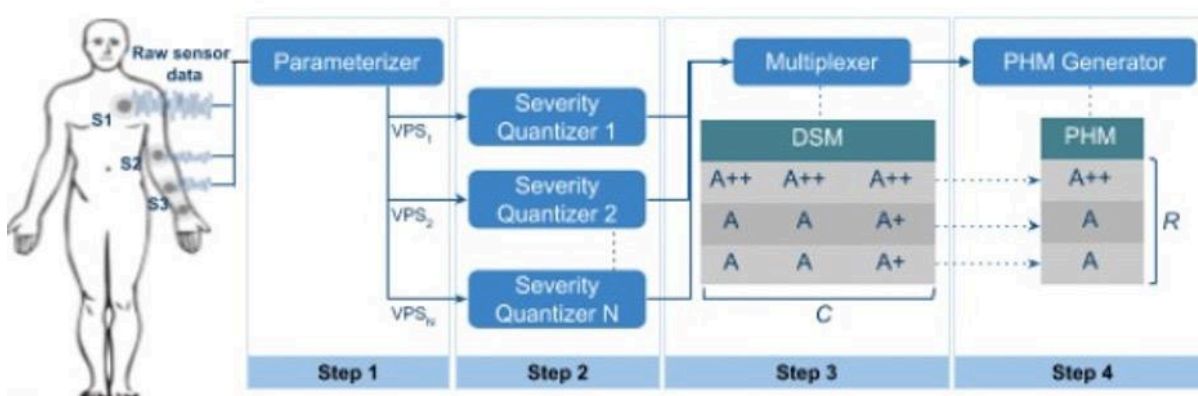 Raw sensor
data
S1
S2
S3
Parameterizer
VPS1
VPS2
VPSN
Severity
Quantizer 1
Severity
Quantizer 2
Severity
Quantizer N
Multiplexer
DSM
A++ A++ A++
A A A+
A A A+
C
PHM Generator
PHM
A++
A
A
R
Step 1
Step 2
Step 3
Step 4